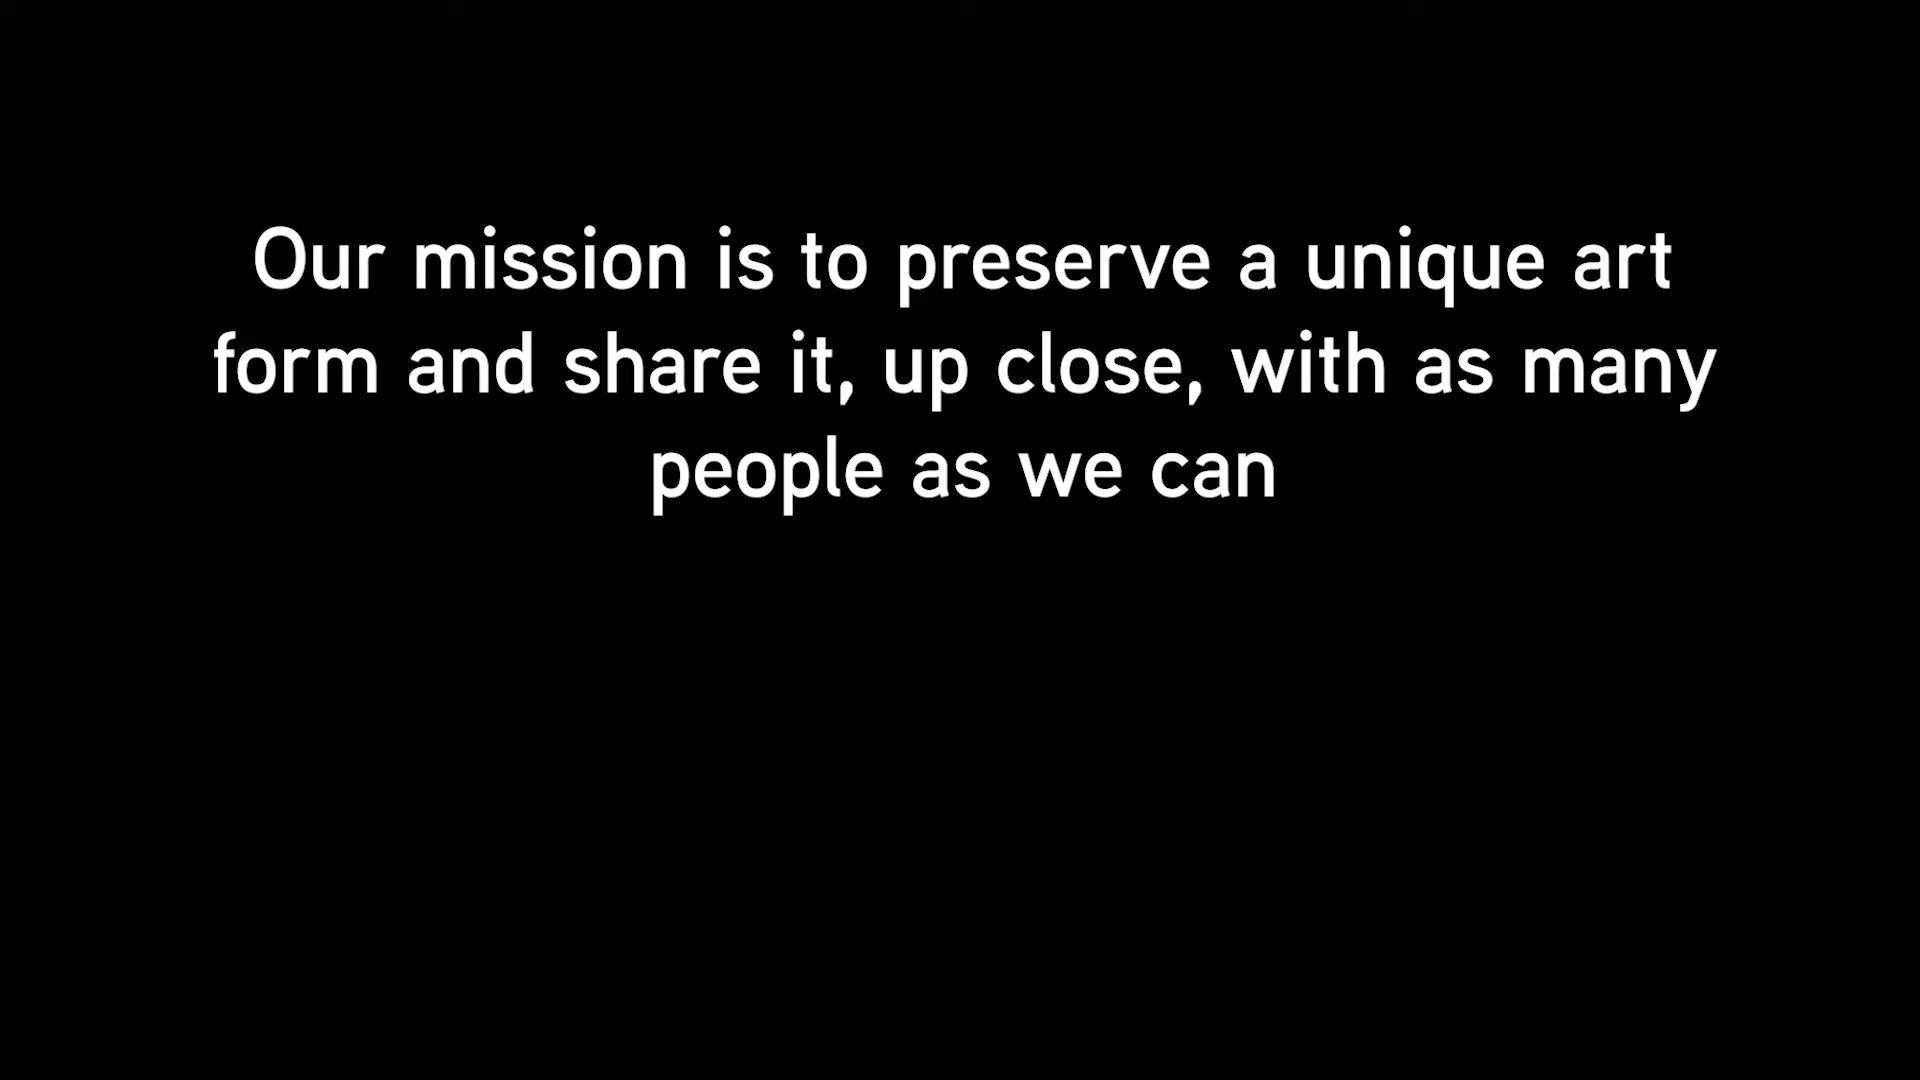 Our mission is to preserve a unique art
form and share it, up close, with as many
people as we can